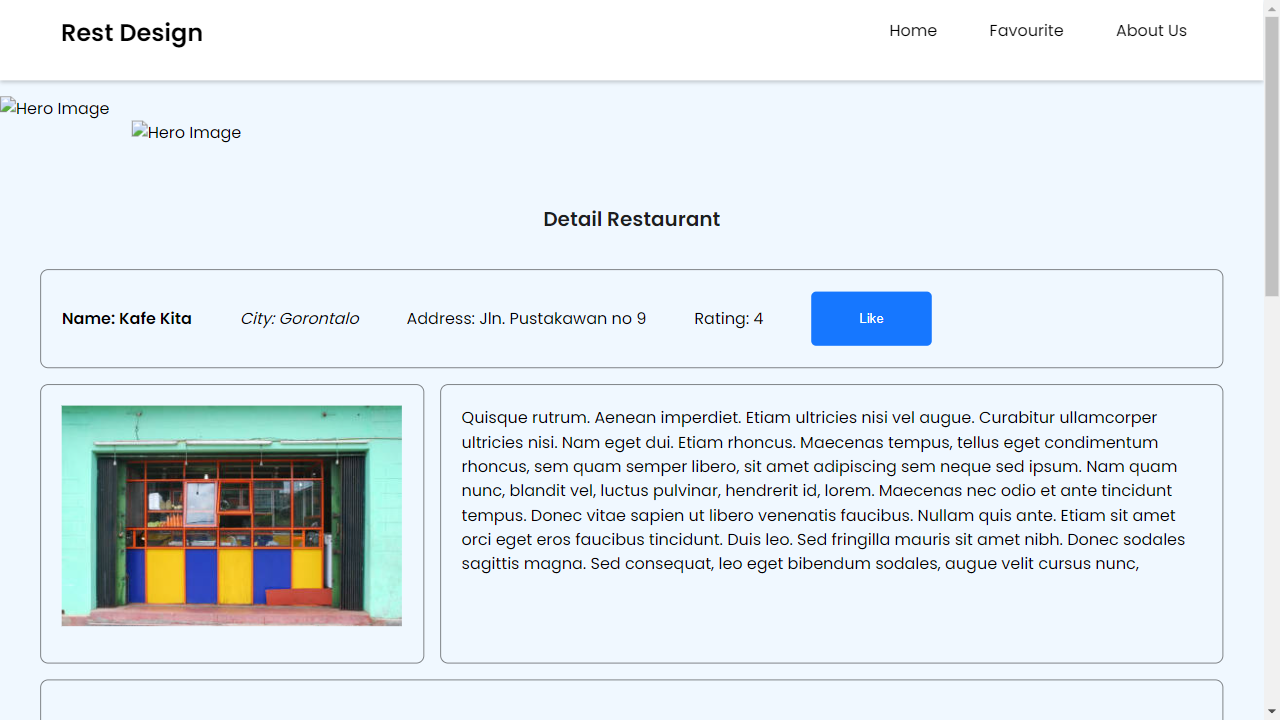 Rest Design
Home Favourite About Us
Hero Image
Hero Image
Detail Restaurant
Name: Kafe Kita City: Gorontalo Address: Jln. Pustakawan no 9 Rating: 4 Like
Quisque rutrum. Aenean imperdiet. Etiam ultricies nisi vel augue. Curabitur ullamcorper
ultricies nisi. Nam eget dui. Etiam rhoncus. Maecenas tempus, tellus eget condimentum
rhoncus, sem quam semper libero, sit amet adipiscing sem neque sed ipsum. Nam quam
nunc, blandit vel, luctus pulvinar, hendrerit id, lorem. Maecenas nec odio et ante tincidunt
tempus. Donec vitae sapien ut libero venenatis faucibus. Nullam quis ante. Etiam sit amet
orci eget eros faucibus tincidunt. Duis leo. Sed fringilla mauris sit amet nibh. Donec sodales
sagittis magna. Sed consequat, leo eget bibendum sodales, augue velit cursus nunc,